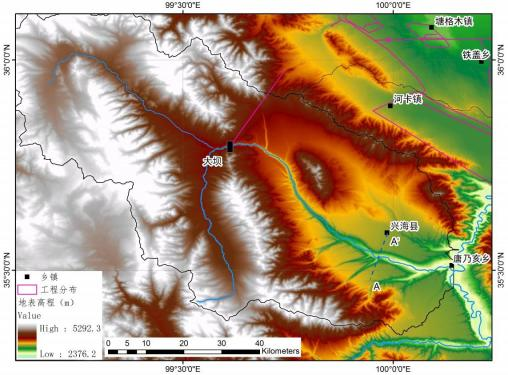 99°30'0"E
100°0'0"E
塘格木镇
铁盖乡
36°0'0"N
36°0'0"N
河卡镇
大坝
兴海县
A'
唐乃亥乡
A
35°30'0"N
35°30'0"N
乡镇
工程分布
地表高程（m）
Value
High : 5292.3
Low : 2376.2
0 5 10 20 30 40
Kilometers
99°30'0"E
100°0'0"E